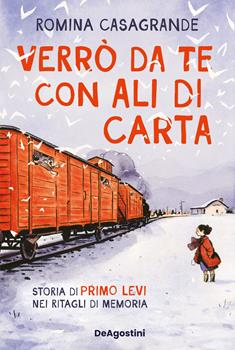 ROMINA CASAGRANDE
VERRÒ DA TE
CON ALI DI
CARTA
STORIA DI PRIMO LEVI
NEI RITAGLI DI MEMORIA
DeAgostini